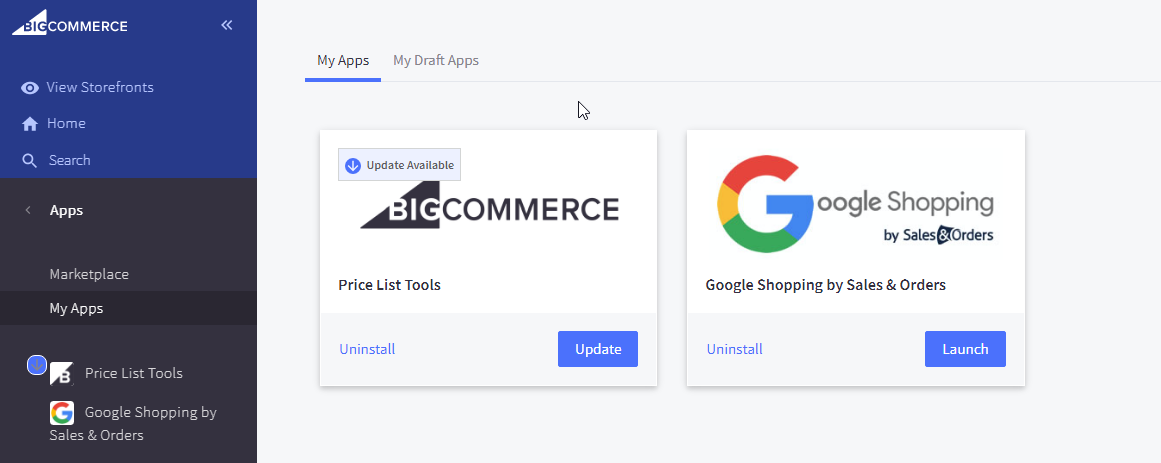 BIGCOMMERCE
View Storefronts
Home
Search
Apps
Marketplace
My Apps
Price List Tools
Google Shopping by
Sales & Orders
My Apps
My Draft Apps
Update Available
BIGCOMMERCE
Price List Tools
Uninstall
Update
Google Shopping
by Sales&Orders
Google Shopping by Sales & Orders
Uninstall
Launch